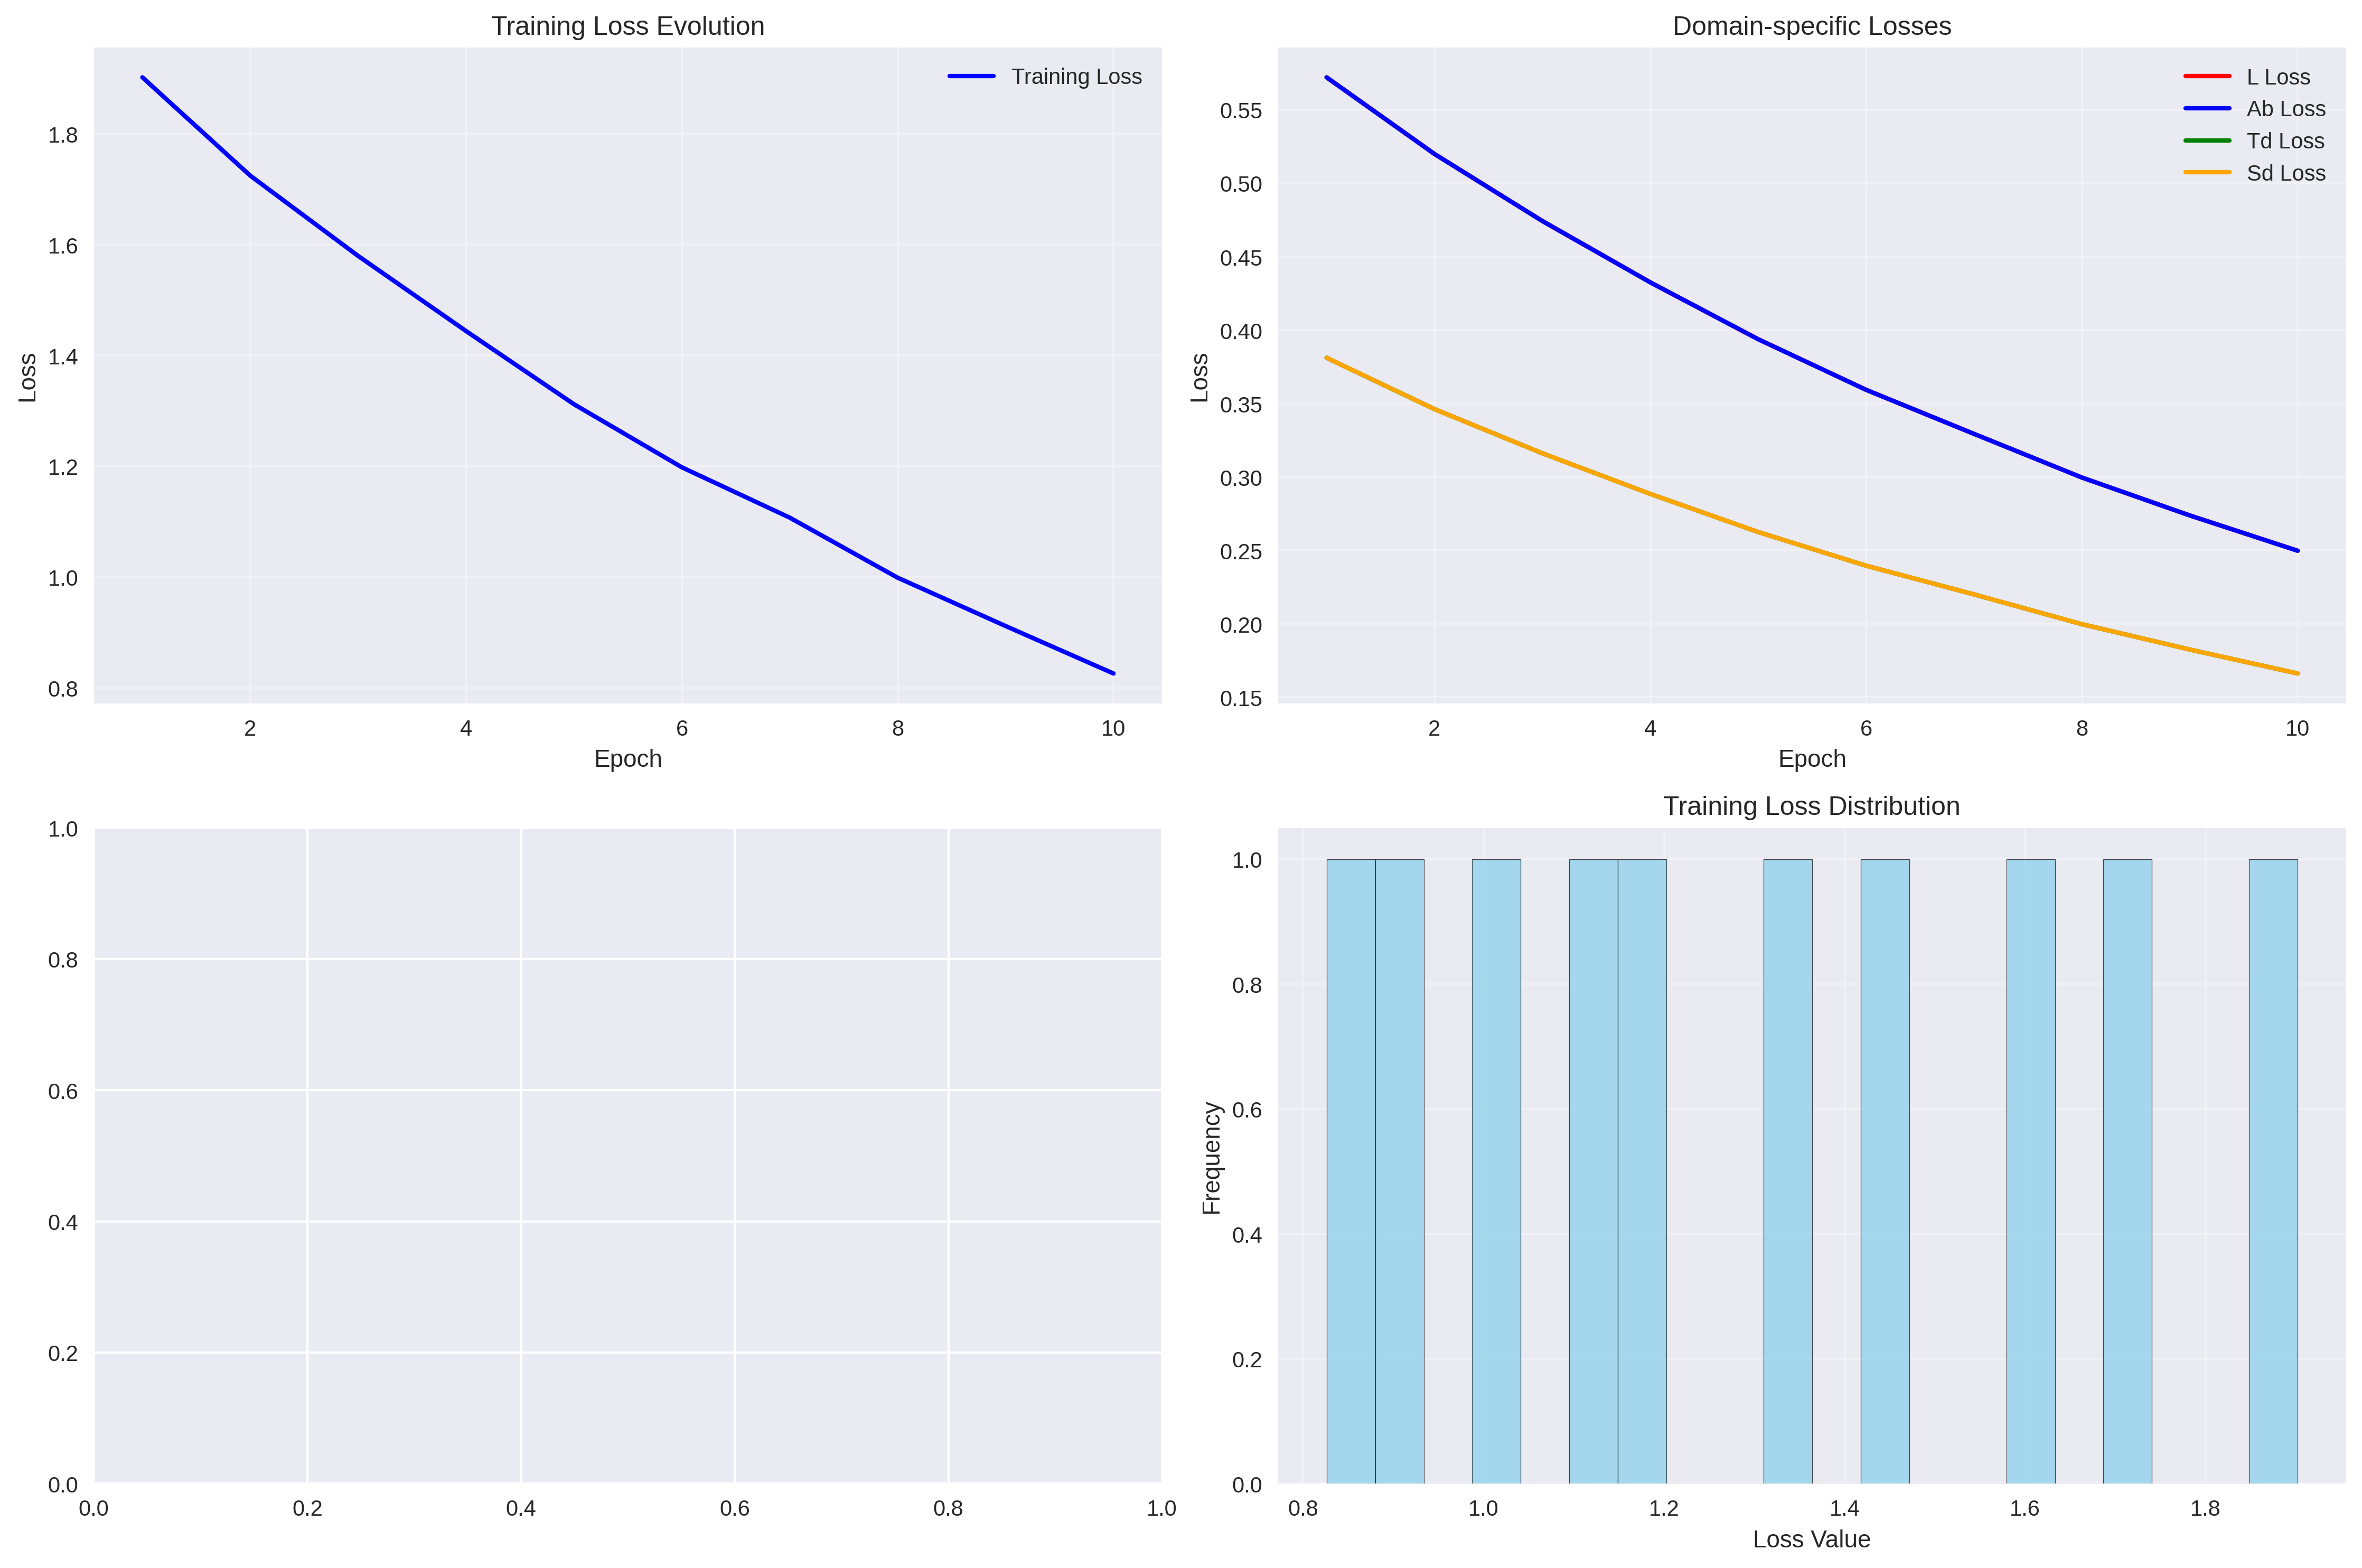 Training Loss Evolution
Training Loss
1.8
1.6
1.4
1.2
1.0
0.8
Loss
2 4 6 8 10
Epoch
Domain-specific Losses
L Loss
Ab Loss
Td Loss
Sd Loss
0.55
0.50
0.45
0.40
0.35
0.30
0.25
0.20
0.15
Loss
2 4 6 8 10
Epoch
1.0
0.8
0.6
0.4
0.2
0.0
0.0 0.2 0.4 0.6 0.8 1.0
Training Loss Distribution
1.0
0.8
0.6
0.4
0.2
0.0
Frequency
0.8 1.0 1.2 1.4 1.6 1.8
Loss Value